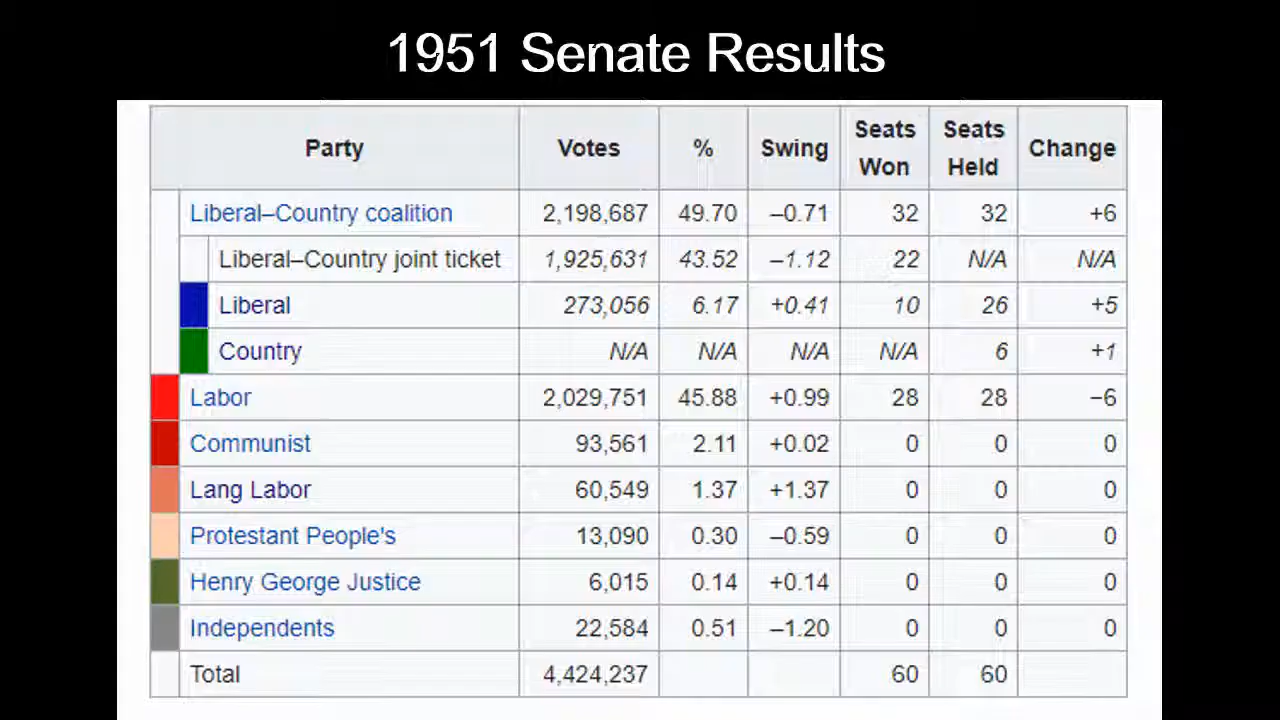 1951 Senate Results
Party Votes % Swing Seats Won Seats Held Change
Liberal–Country coalition 2,198,687 49.70 –0.71 32 32 +6
Liberal–Country joint ticket 1,925,631 43.52 –1.12 22 N/A N/A
Liberal 273,056 6.17 +0.41 10 26 +5
Country N/A N/A N/A N/A 6 +1
Labor 2,029,751 45.88 +0.99 28 28 −6
Communist 93,561 2.11 +0.02 0 0 0
Lang Labor 60,549 1.37 +1.37 0 0 0
Protestant People's 13,090 0.30 –0.59 0 0 0
Henry George Justice 6,015 0.14 +0.14 0 0 0
Independents 22,584 0.51 –1.20 0 0 0
Total 4,424,237 60 60